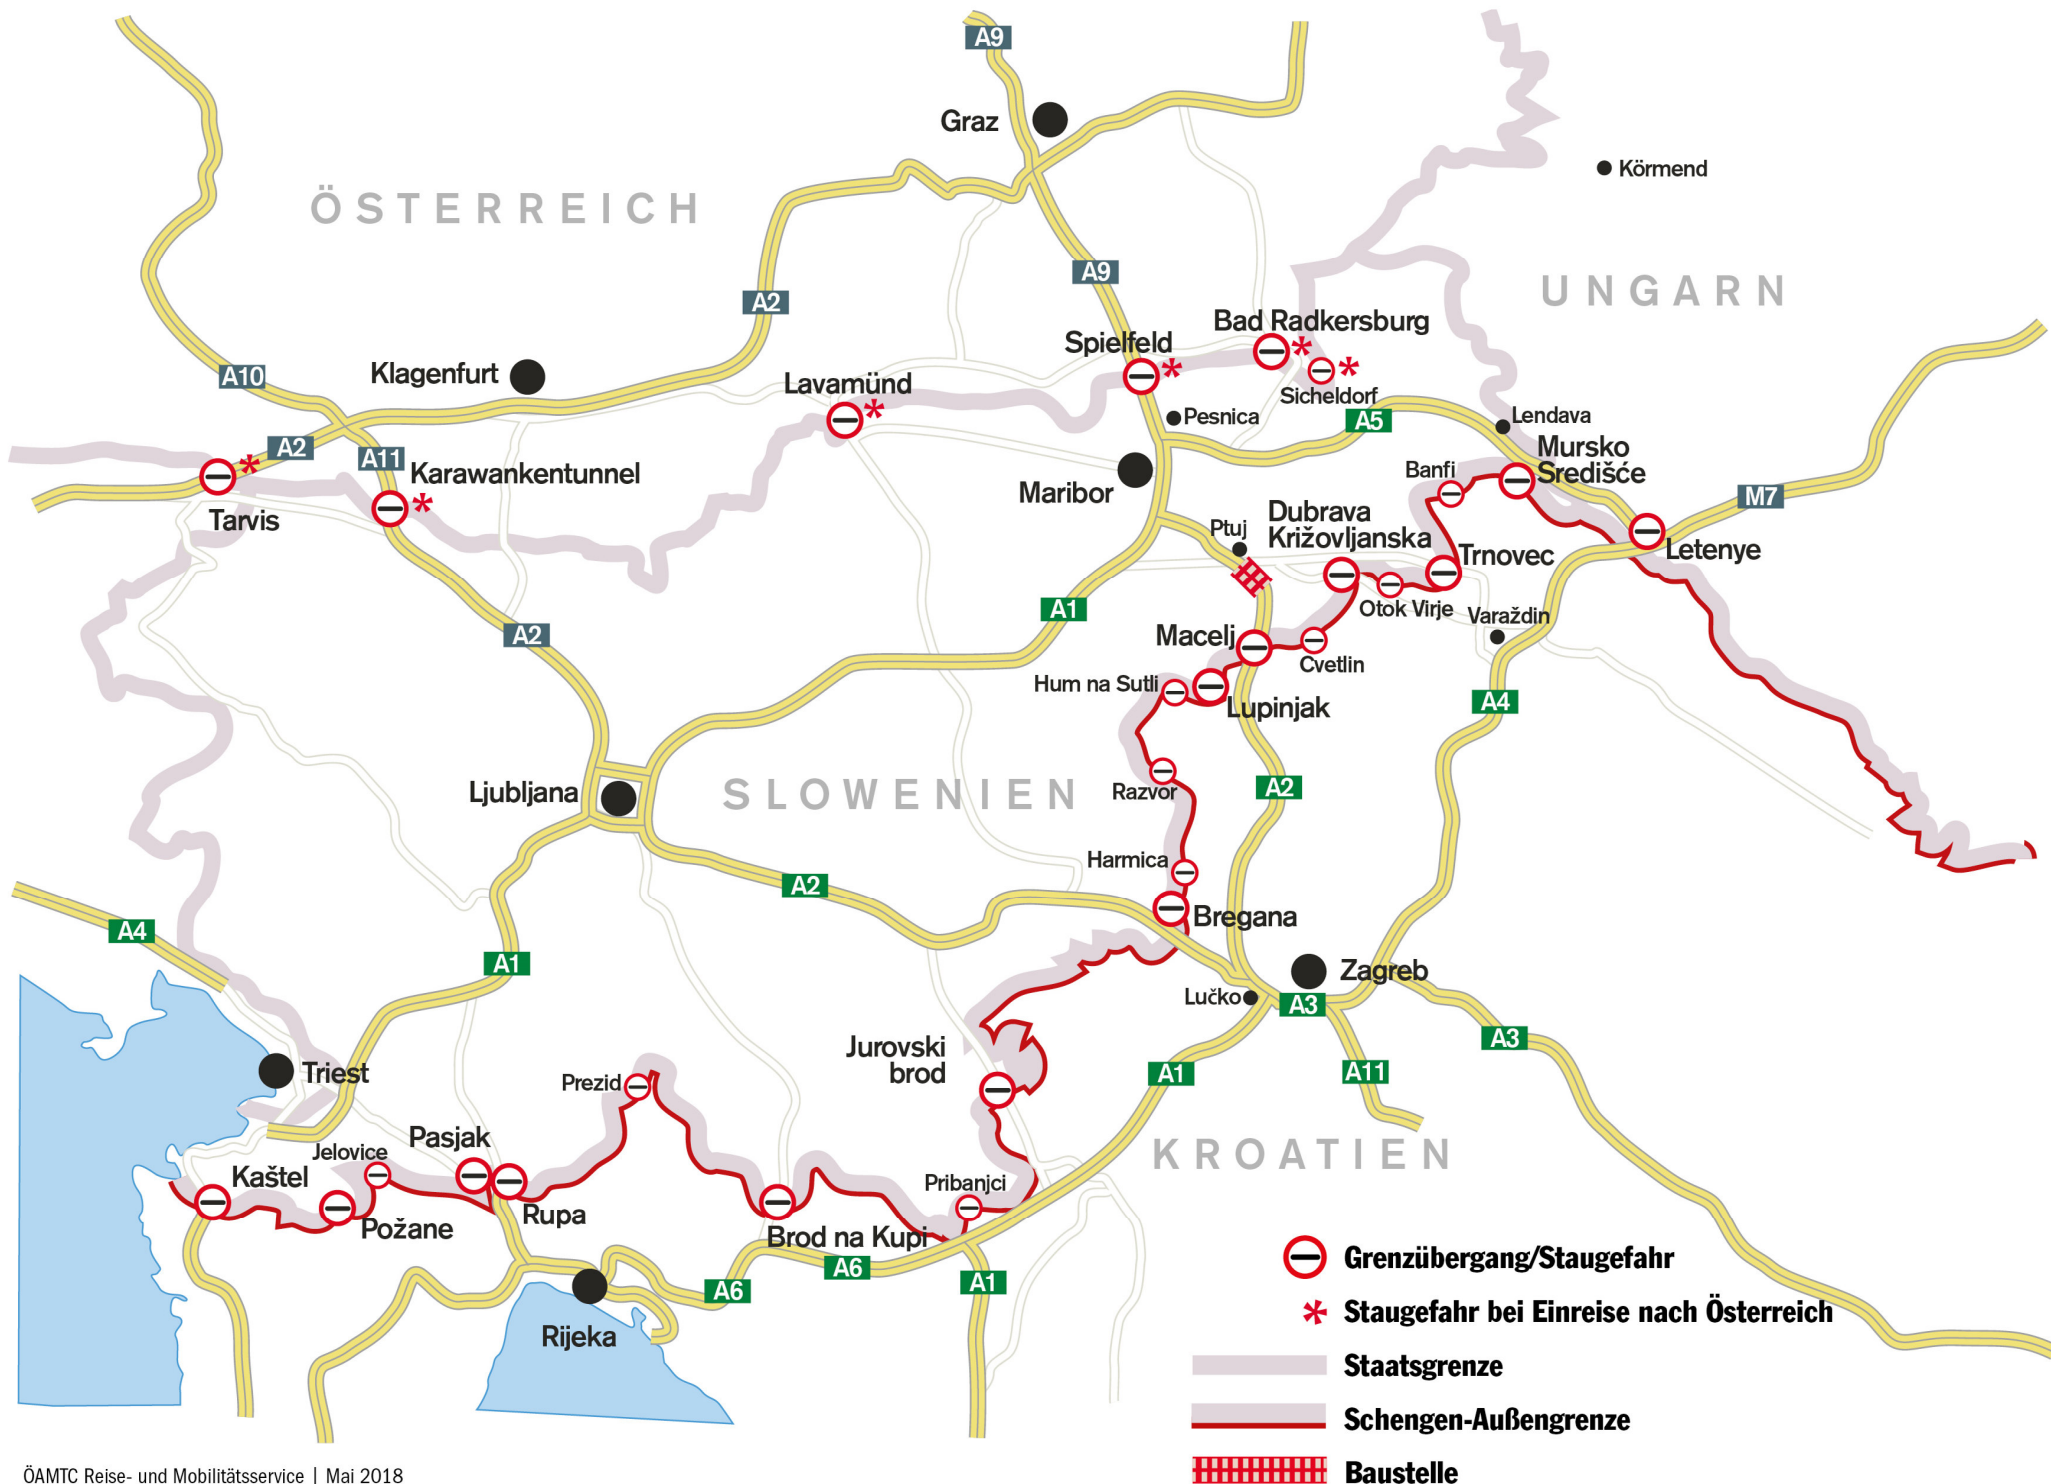 A9
Graz
Körmend
ÖSTERREICH
A9
UNGARN
A2
Bad Radkersburg
Spielfeld
Klagenfurt
A10
Lavamünd
Sicheldorf
A5
Lendava
Pesnica
A2
A11
Karawankentunnel
Mursko
Središće
Banfi
Maribor
M7
Tarvis
Dubrava
Križovljanska
Ptuj
Trnovec
Letenye
A1
Otok Virje
Varaždin
A2
Macelj
Cvetlin
Hum na Sutli
Lupinjak
A4
Ljubljana
SLOWENIEN
Razvor
A2
Harmica
A2
Bregana
A4
A1
Zagreb
Lučko
A3
A3
Jurovski
brod
Triest
A1
A11
Prezid
Pasjak
Jelovice
KROATIEN
Kaštel
Pribanjci
Požane
Rupa
Brod na Kupi
A6
A6
A1
Rijeka
Grenzübergang/Staugefahr
* Staugefahr bei Einreise nach Österreich
Staatsgrenze
Schengen-Außengrenze
Baustelle
ÖAMTC Reise- und Mobilitätsservice | Mai 2018